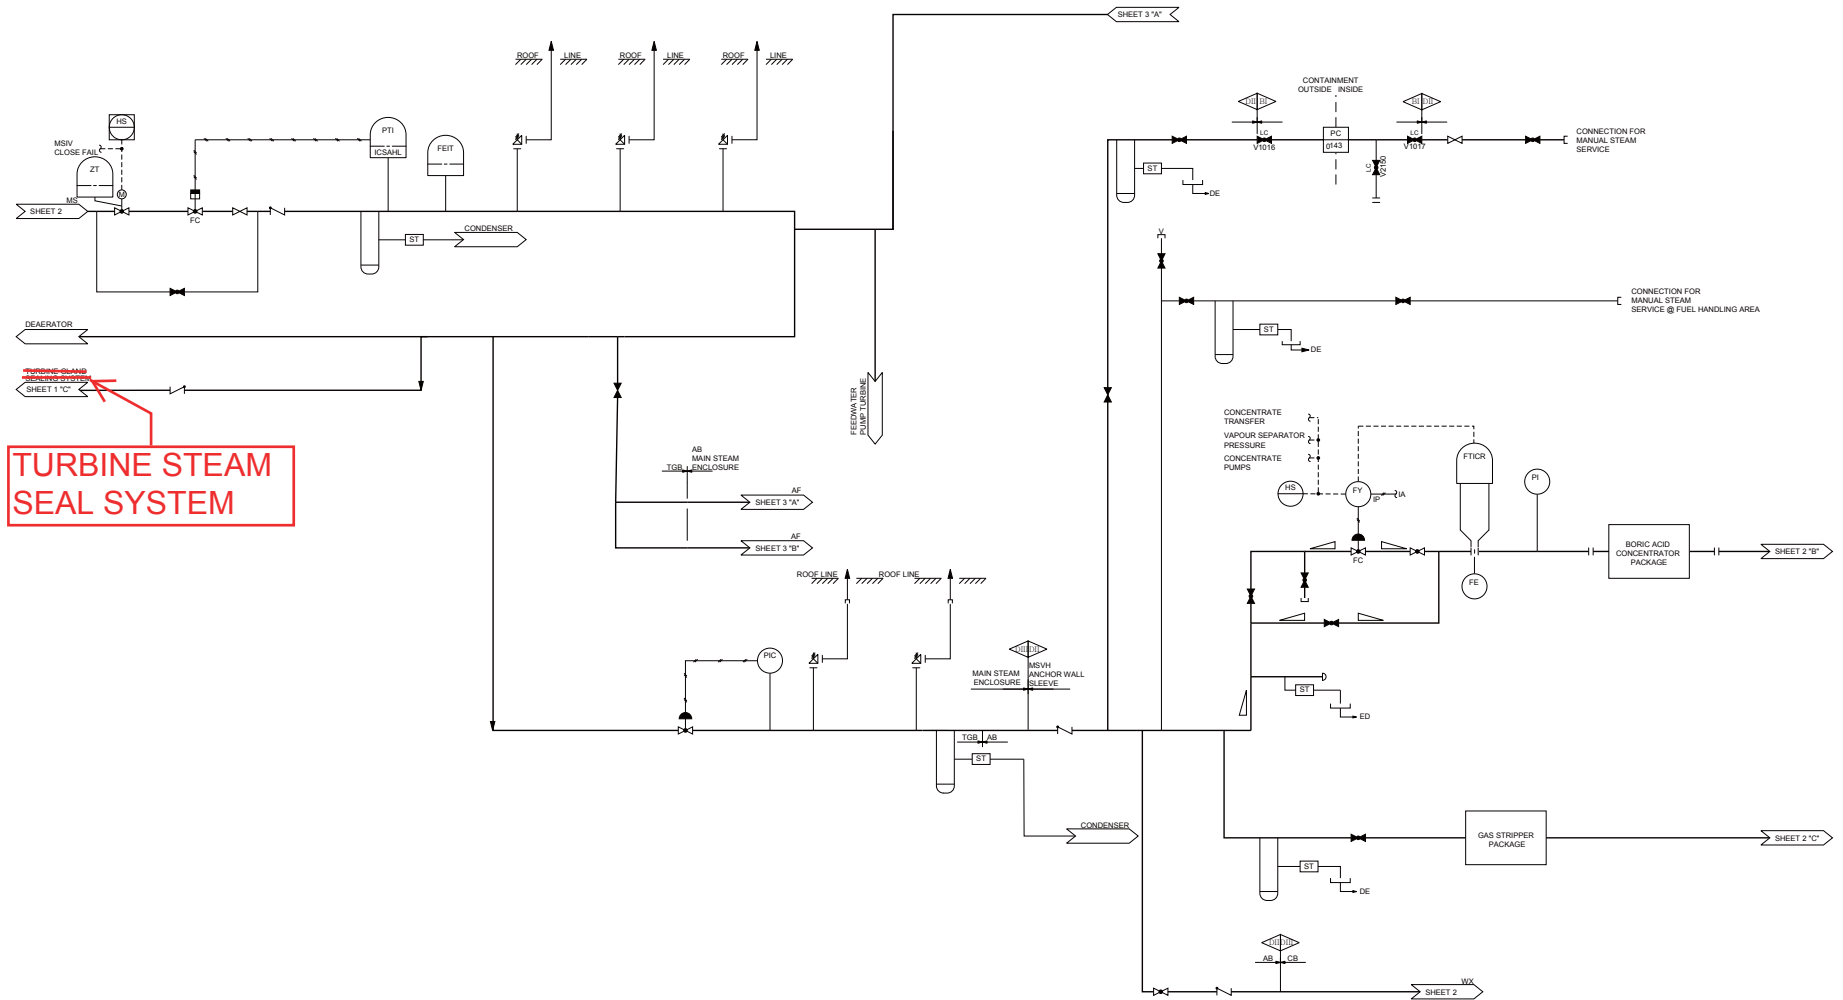 SHEET 3 "A"
ROOF LINE
ROOF LINE
ROOF LINE
CONTAINMENT
OUTSIDE INSIDE
DII BI
BI DII
HS
MSIV
CLOSE FAIL
ZT
M
MS
SHEET 2
FC
PTI
ICSAHL
FEIT
ST
CONDENSER
LC
V1016
PC
0143
LC
V1017
LC
V2150
CONNECTION FOR
MANUAL STEAM
SERVICE
ST
DE
V
CONNECTION FOR
MANUAL STEAM
SERVICE @ FUEL HANDLING AREA
ST
DE
DEAERATOR
TURBINE GLAND
SEALING SYSTEM
SHEET 1 "C"
TURBINE STEAM
SEAL SYSTEM
FEEDWATER
PUMP TURBINE
AB
MAIN STEAM
TGB ENCLOSURE
AF
SHEET 3 "A"
AF
SHEET 3 "B"
CONCENTRATE
TRANSFER
VAPOUR SEPARATOR
PRESSURE
CONCENTRATE
PUMPS
HS
FY
IP
IA
FTICR
PI
FC
FE
BORIC ACID
CONCENTRATOR
PACKAGE
SHEET 2 "B"
ROOF LINE
ROOF LINE
PIC
MAIN STEAM
ENCLOSURE
MSVH
ANCHOR WALL
SLEEVE
ST
ED
TGB AB
ST
CONDENSER
GAS STRIPPER
PACKAGE
SHEET 2 "C"
ST
DE
AB CB
WX
SHEET 2